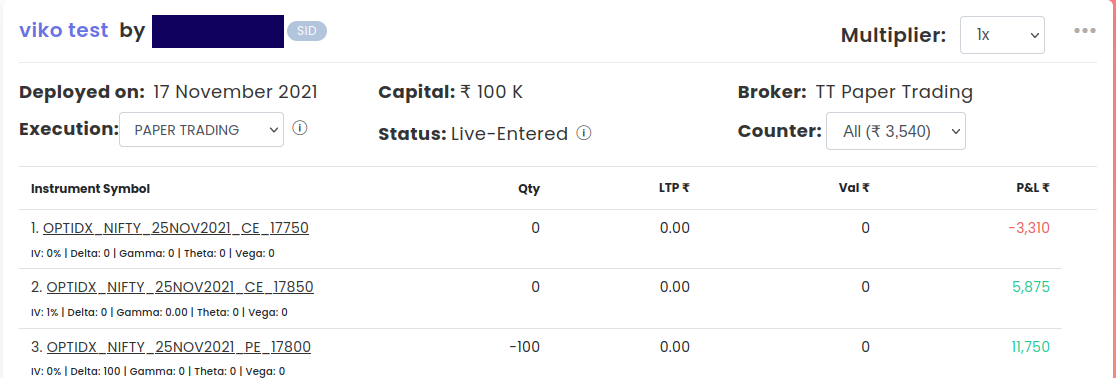 viko test by SID
Multiplier: 1x
Deployed on: 17 November 2021 Capital: ₹ 100 K Broker: TT Paper Trading
Execution: PAPER TRADING Status: Live-Entered Counter: All (₹ 3,540)
Instrument Symbol Qty LTP ₹ Val ₹ P&L ₹
1. OPTIDX_NIFTY_25NOV2021_CE_17750 0 0.00 0 -3,310
IV: 0% | Delta: 0 | Gamma: 0 | Theta: 0 | Vega: 0
2. OPTIDX_NIFTY_25NOV2021_CE_17850 0 0.00 0 5,875
IV: 1% | Delta: 0 | Gamma: 0.00 | Theta: 0 | Vega: 0
3. OPTIDX_NIFTY_25NOV2021_PE_17800 -100 0.00 0 11,750
IV: 0% | Delta: 100 | Gamma: 0 | Theta: 0 | Vega: 0